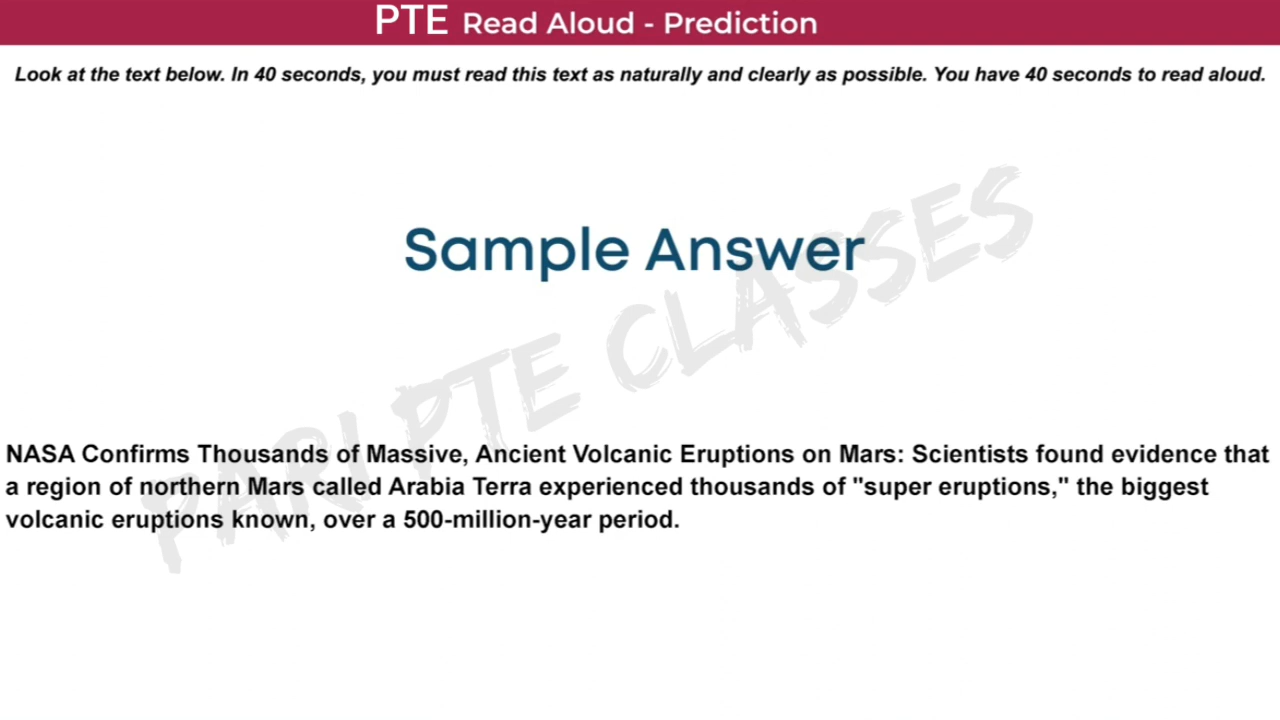 PTE Read Aloud - Prediction
Look at the text below. In 40 seconds, you must read this text as naturally and clearly as possible. You have 40 seconds to read aloud.
Sample Answer
PARI PTE CLASSES
NASA Confirms Thousands of Massive, Ancient Volcanic Eruptions on Mars: Scientists found evidence that
a region of northern Mars called Arabia Terra experienced thousands of "super eruptions," the biggest
volcanic eruptions known, over a 500-million-year period.